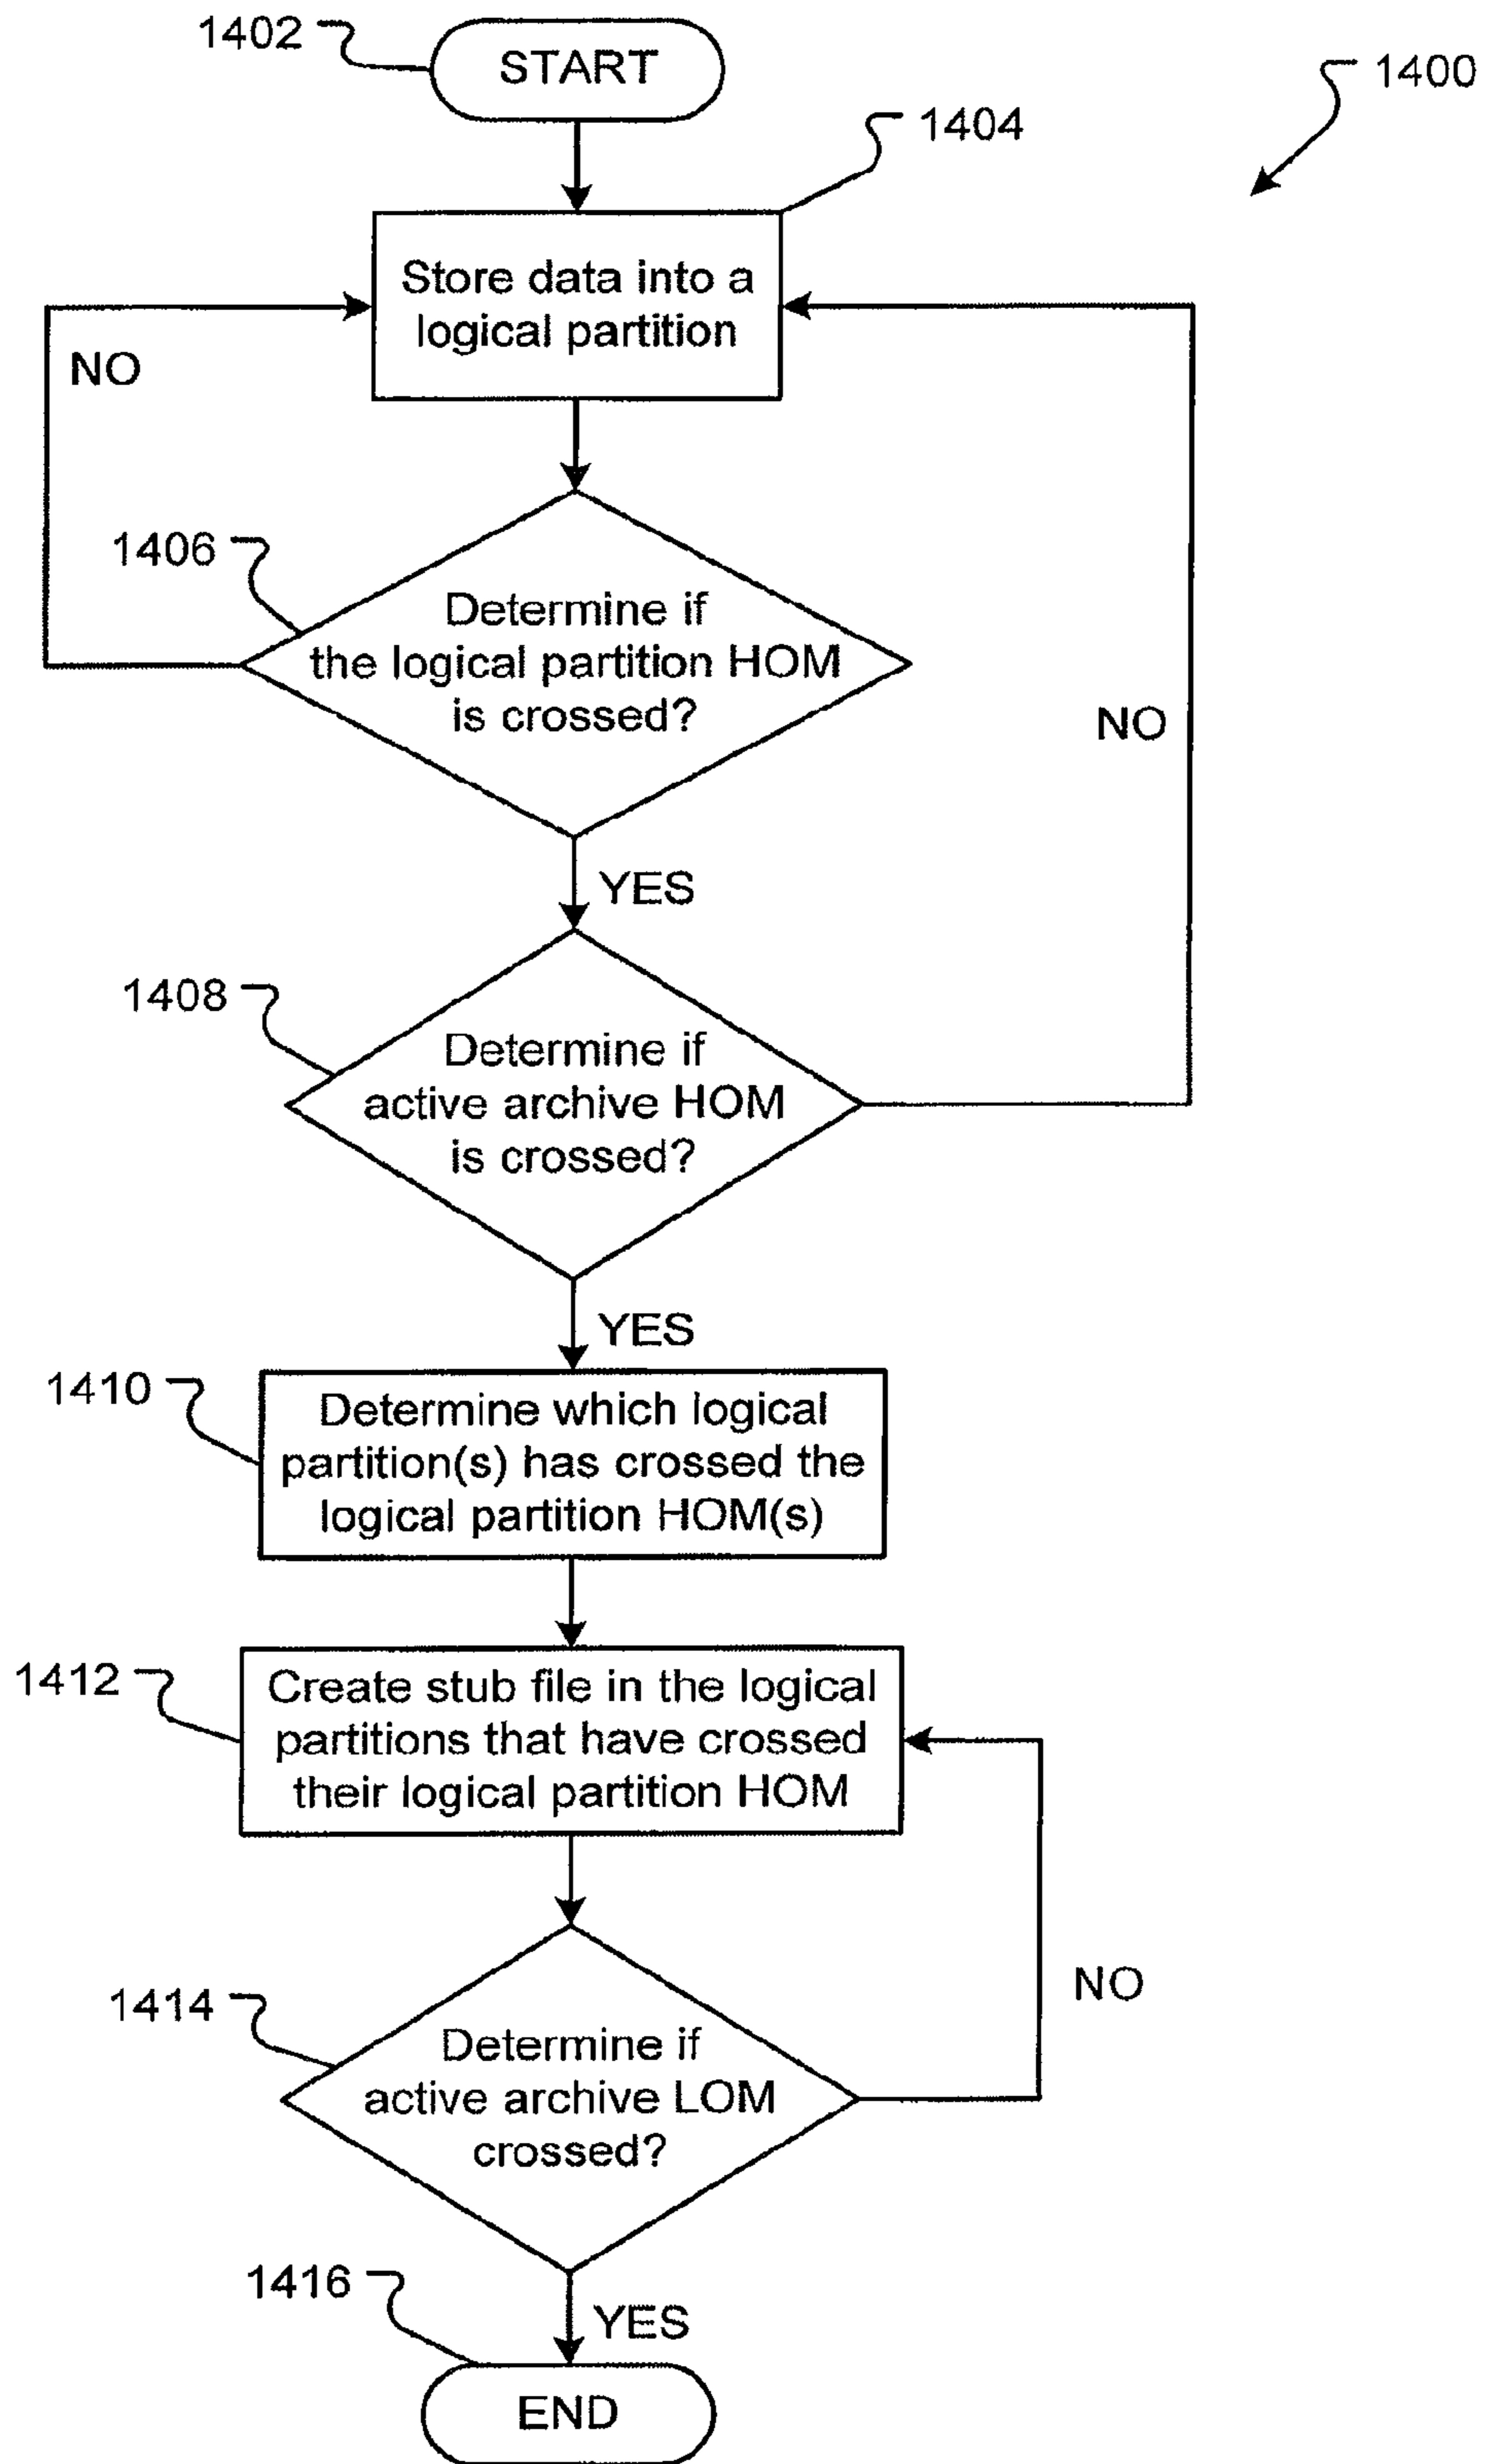 1402
START
1400
1404
Store data into a
logical partition
NO
1406
Determine if
the logical partition HOM
is crossed?
NO
YES
1408
Determine if
active archive HOM
is crossed?
YES
1410
Determine which logical
partition(s) has crossed the
logical partition HOM(s)
1412
Create stub file in the logical
partitions that have crossed
their logical partition HOM
NO
1414
Determine if
active archive LOM
crossed?
1416
YES
END